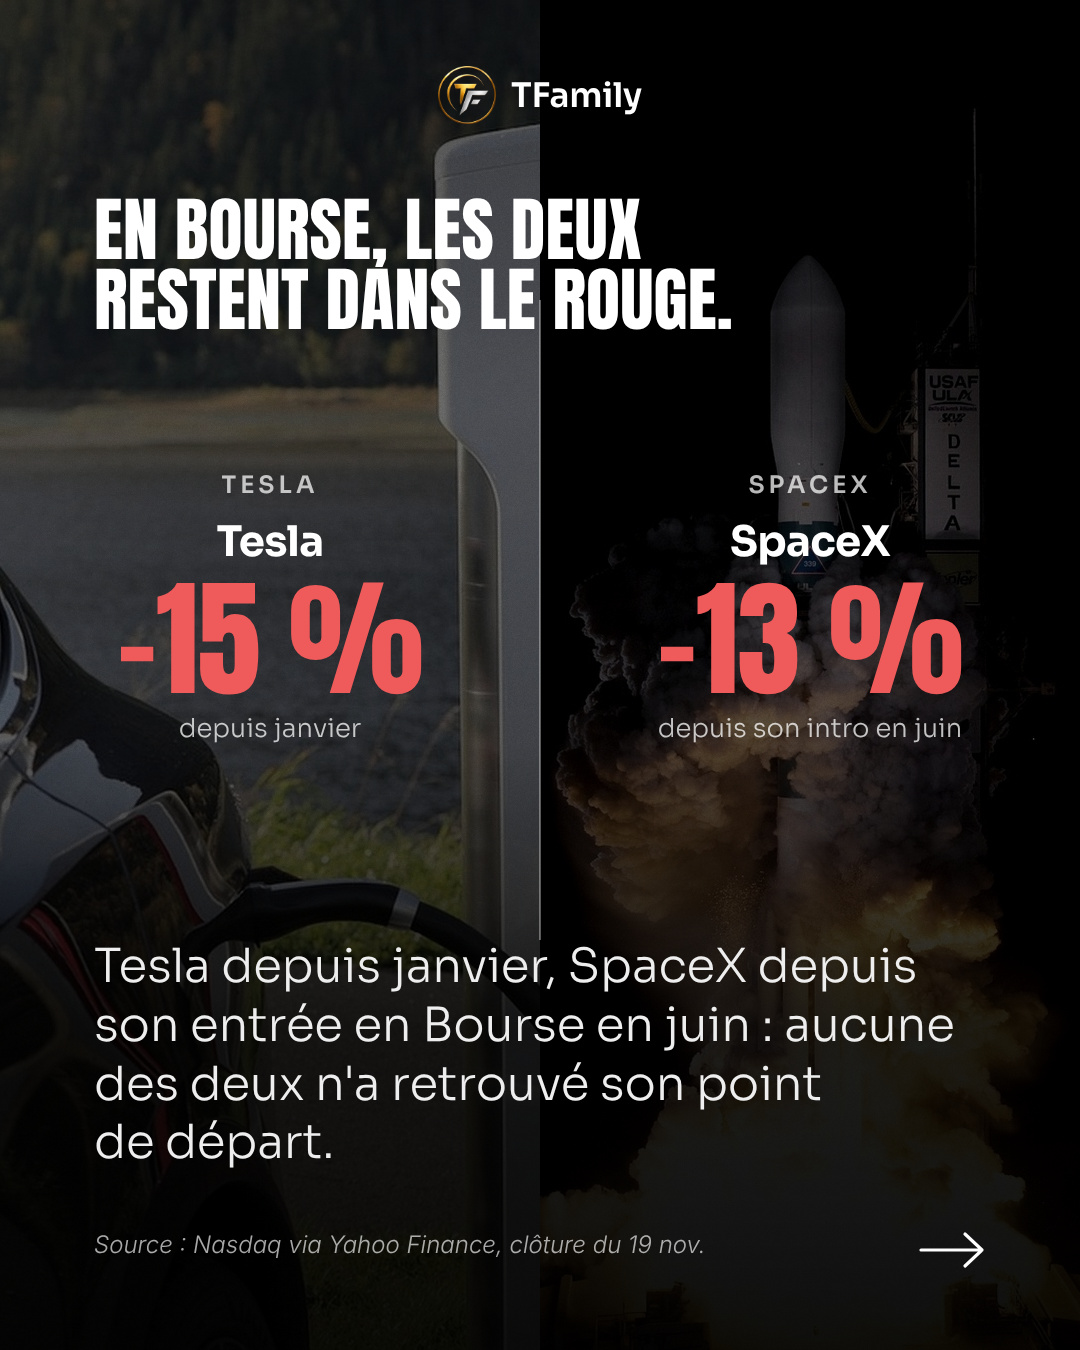 TFamily
EN BOURSE, LES DEUX
RESTENT DANS LE ROUGE.
USAF
ULA
DELTA
TESLA
Tesla
-15 %
depuis janvier
SPACEX
SpaceX
339
-13 %
depuis son intro en juin
Tesla depuis janvier, SpaceX depuis
son entrée en Bourse en juin : aucune
des deux n'a retrouvé son point
de départ.
Source : Nasdaq via Yahoo Finance, clôture du 19 nov.